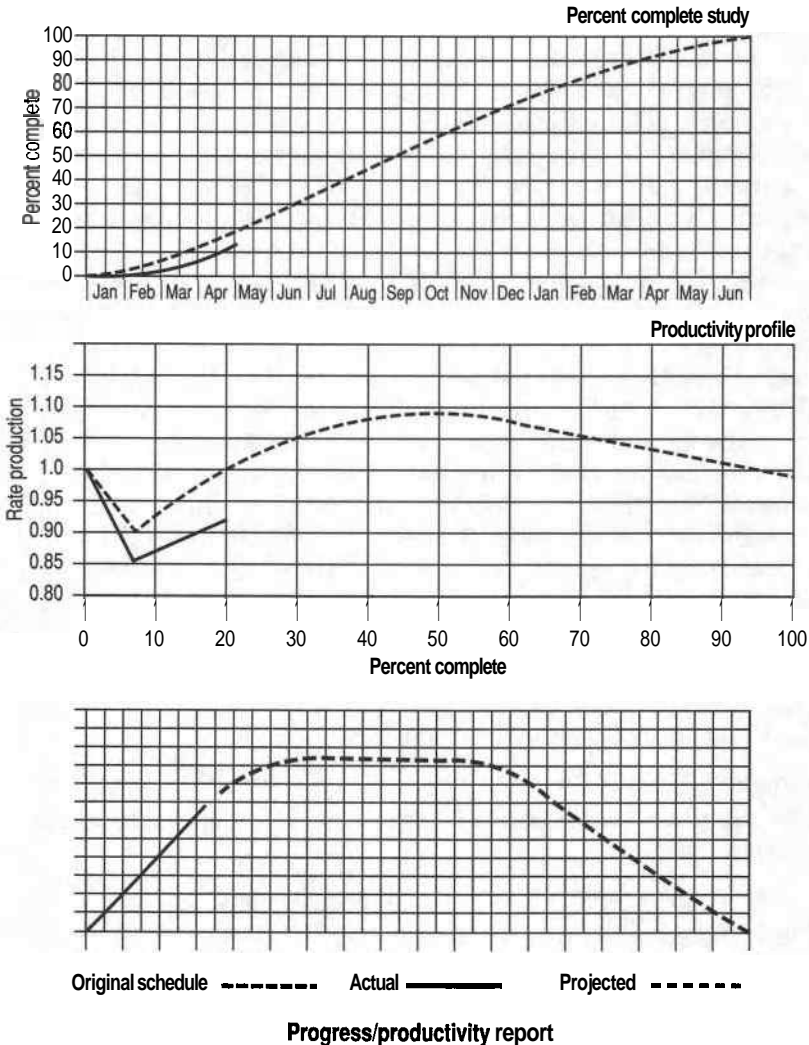 Percent complete study
100
90
80
70
60
50
40
30
20
10
0
Percent complete
Jan Feb Mar Apr May Jun Jul Aug Sep Oct Nov Dec Jan Feb Mar Apr May Jun
Productivity profile
1.15
1.10
1.05
1.0
0.95
0.90
0.85
0.80
Rate production
0 10 20 30 40 50 60 70 80 90 100
Percent complete
Original schedule Actual Projected
Progress/productivity report